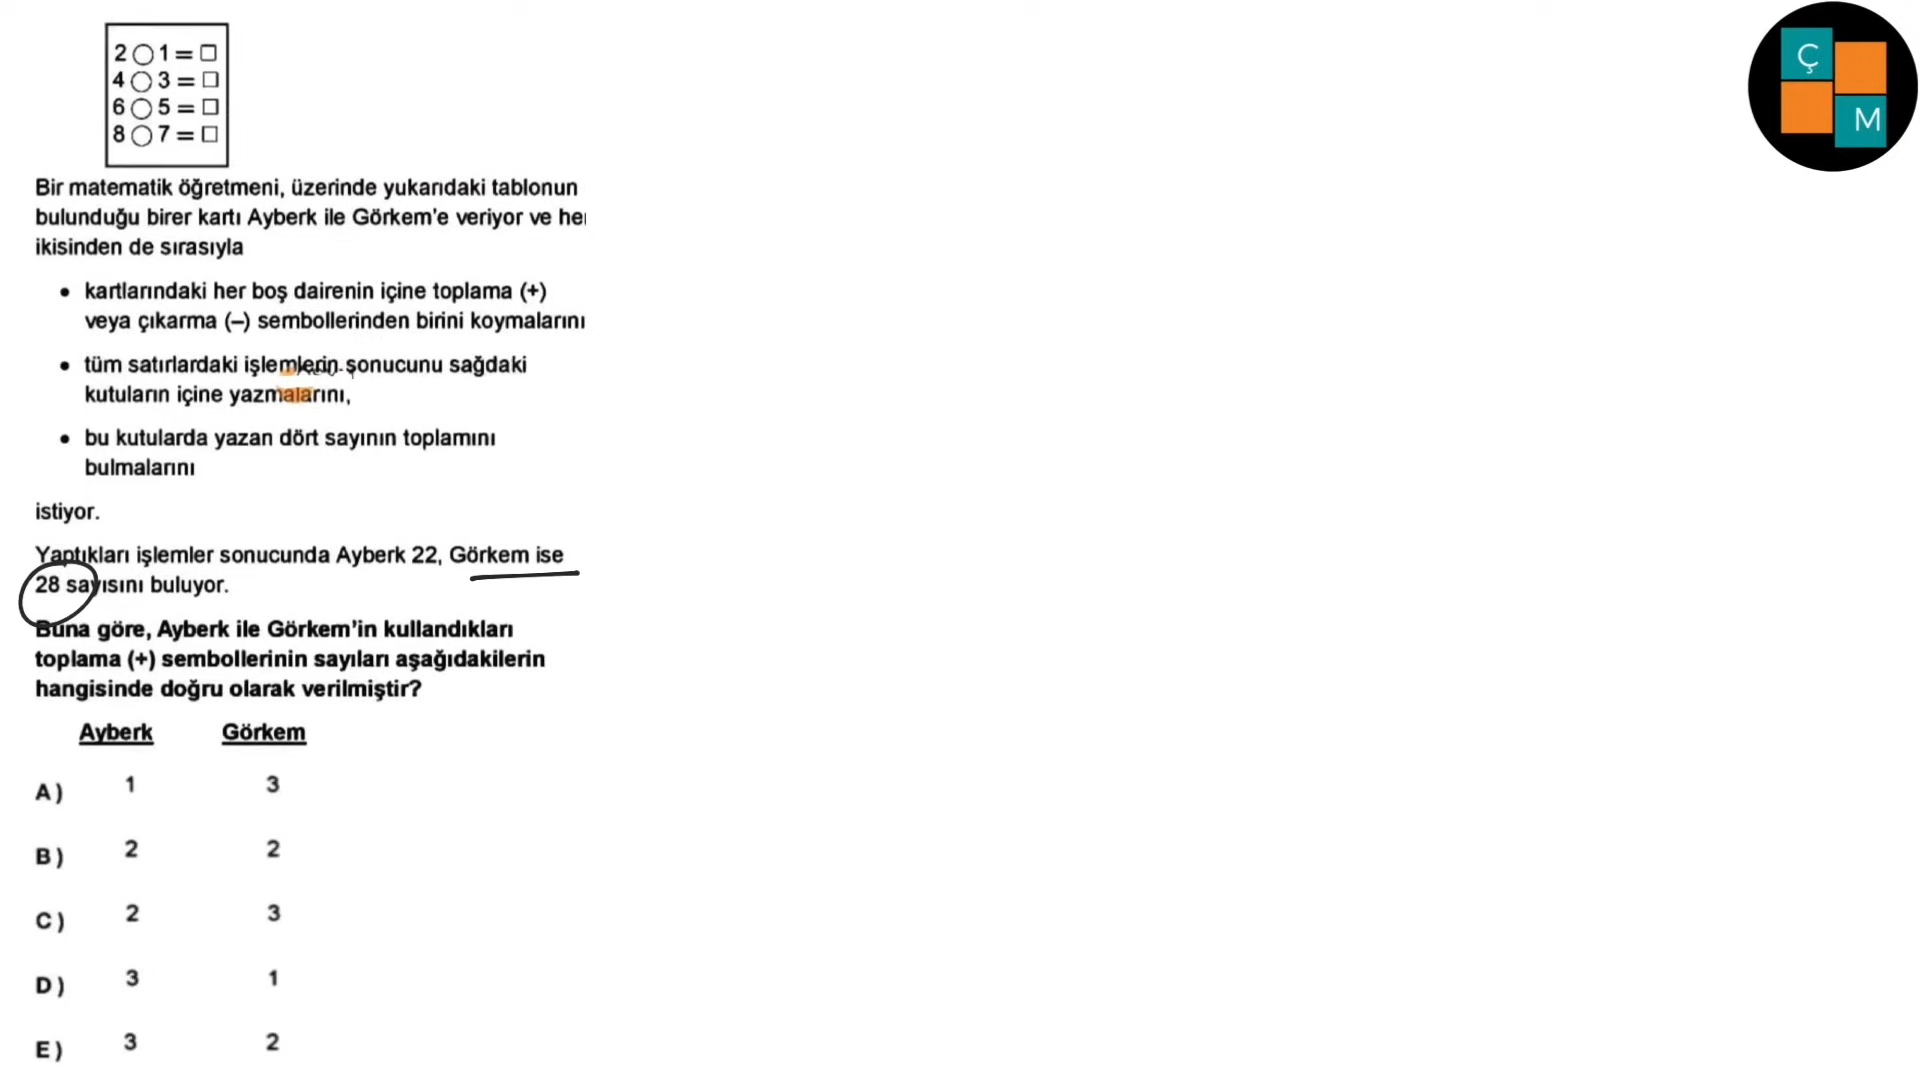 2○1=□
4○3=□
6○5=□
8○7=□
Ç
M
Bir matematik öğretmeni, üzerinde yukarıdaki tablonun
bulunduğu birer kartı Ayberk ile Görkem'e veriyor ve he
ikisinden de sırasıyla
• kartlarındaki her boş dairenin içine toplama (+)
veya çıkarma (–) sembollerinden birini koymalarını
• tüm satırlardaki işlemlerin sonucunu sağdaki
kutuların içine yazmalarını,
• bu kutularda yazan dört sayının toplamını
bulmalarını
istiyor.
Yaptıkları işlemler sonucunda Ayberk 22, Görkem ise
28 sayısını buluyor.
Buna göre, Ayberk ile Görkem'in kullandıkları
toplama (+) sembollerinin sayıları aşağıdakilerin
hangisinde doğru olarak verilmiştir?
Ayberk Görkem
A) 1 3
B) 2 2
C) 2 3
D) 3 1
E) 3 2